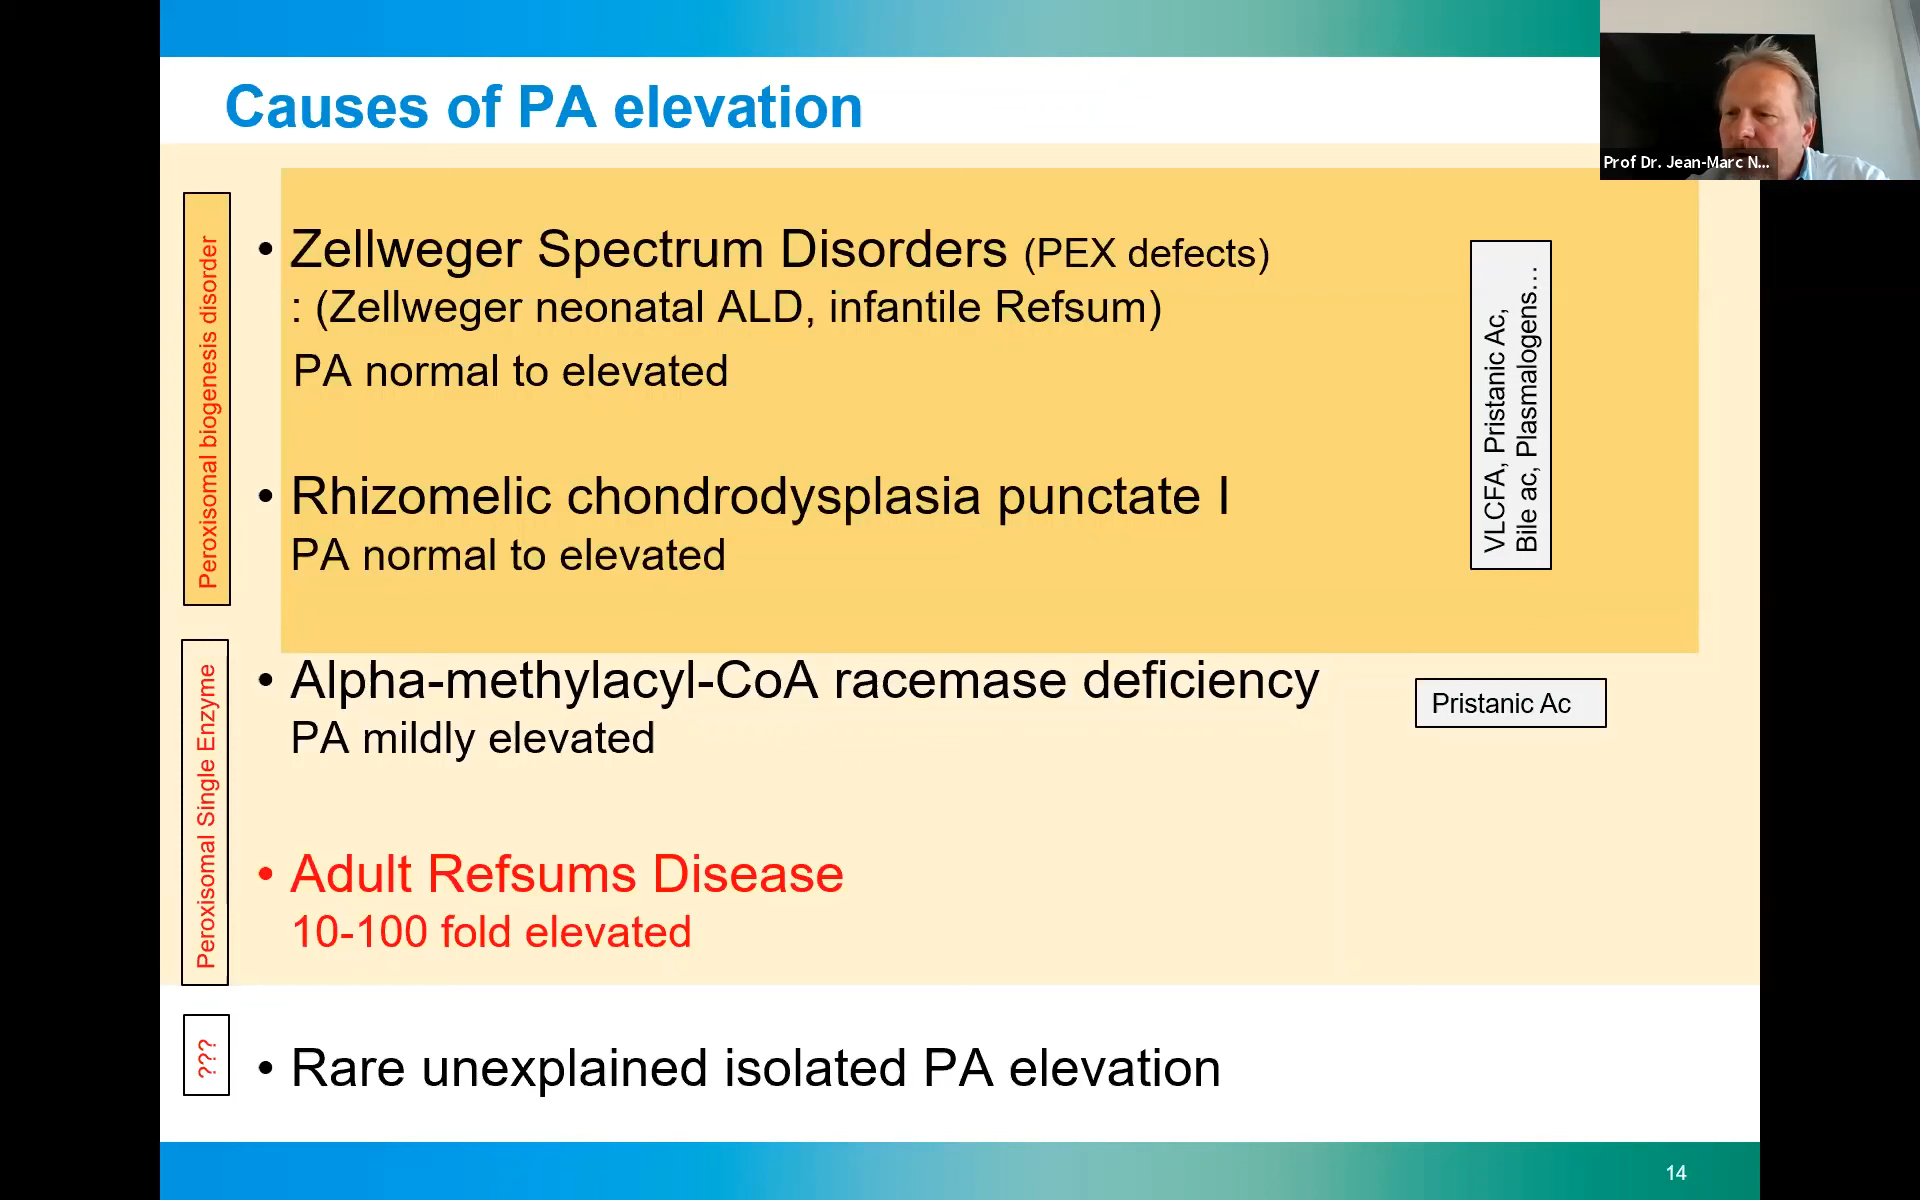 Causes of PA elevation
Prof Dr. Jean-Marc N...
Peroxisomal biogenesis disorder
• Zellweger Spectrum Disorders (PEX defects)
: (Zellweger neonatal ALD, infantile Refsum)
PA normal to elevated
• Rhizomelic chondrodysplasia punctate I
PA normal to elevated
VLCFA, Pristanic Ac,
Bile ac, Plasmalogens...
Peroxisomal Single Enzyme
• Alpha-methylacyl-CoA racemase deficiency
PA mildly elevated
Pristanic Ac
• Adult Refsums Disease
10-100 fold elevated
???
• Rare unexplained isolated PA elevation
14